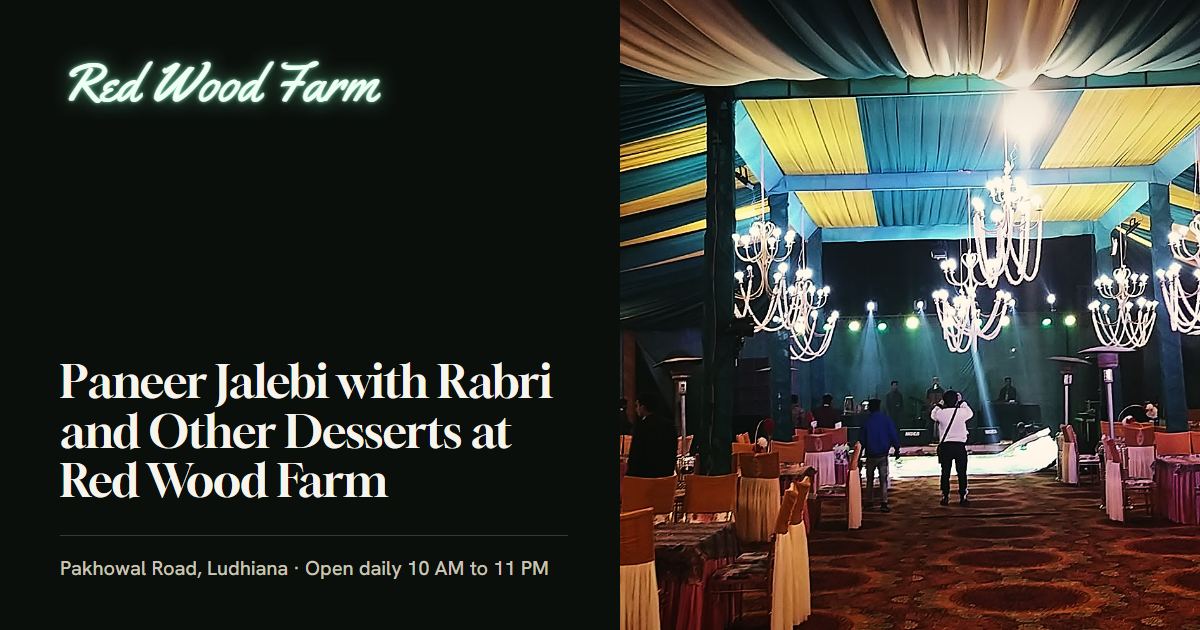 Red Wood Farm
Paneer Jalebi with Rabri
and Other Desserts at
Red Wood Farm
Pakhowal Road, Ludhiana · Open daily 10 AM to 11 PM